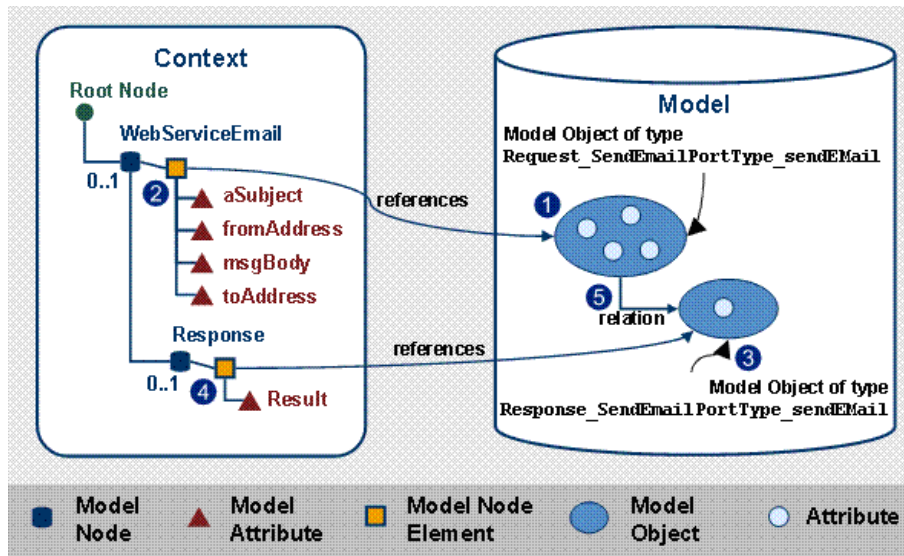 Context
Root Node
WebServiceEmail
0..1
2
aSubject
fromAddress
msgBody
toAddress
Response
0..1
4
Result
references
references
Model
Model Object of type
Request_SendEmailPortType_sendEMail
1
5
relation
3
Model Object of type
Response_SendEmailPortType_sendEMail
Model
Node
Model
Attribute
Model Node
Element
Model
Object
Attribute